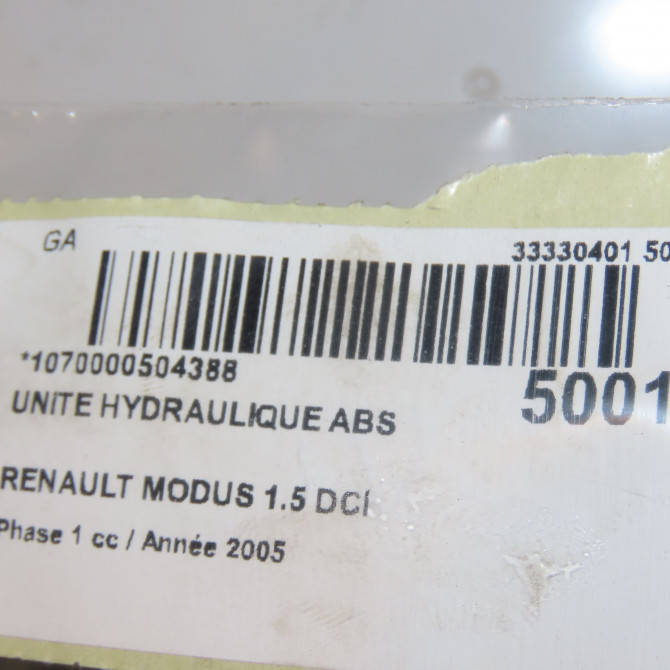 GA
33330401 50
*1070000504388
5001
UNITE HYDRAULIQUE ABS
RENAULT MODUS 1.5 DCI
Phase 1 cc / Année 2005